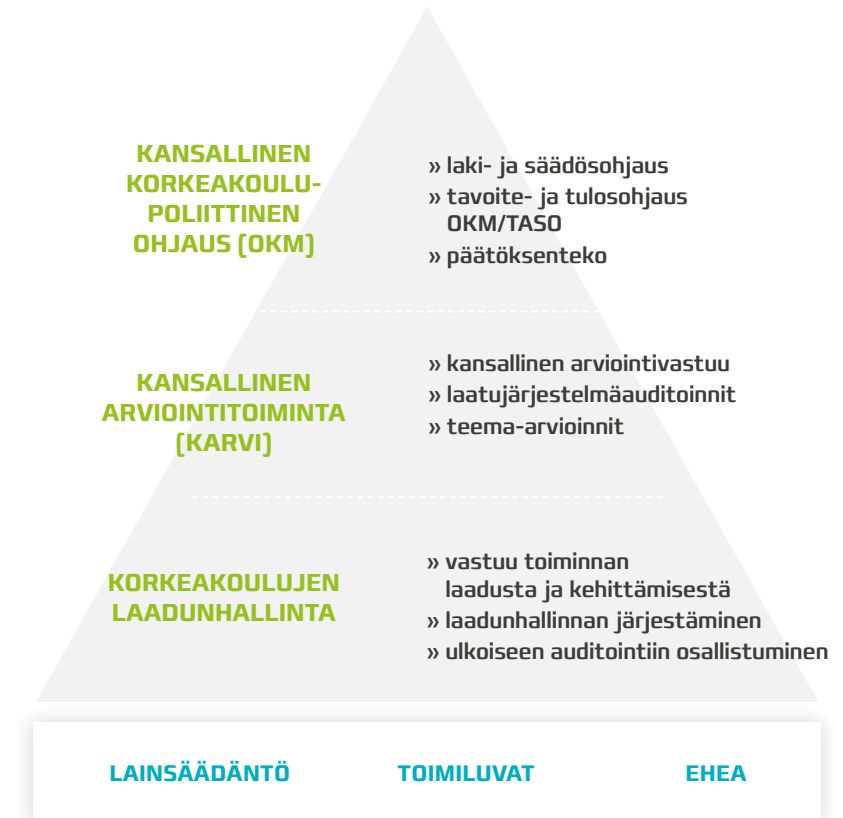 KANSALLINEN
KORKEAKOULU-
POLIITTINEN
OHJAUS (OKM)
» laki- ja säädösohjaus
» tavoite- ja tulosohjaus
OKM/TASO
» päätöksenteko
KANSALLINEN
ARVIOINTITOIMINTA
(KARVI)
» kansallinen arviointivastuu
» laatujärjestelmäauditoinnit
» teema-arvioinnit
KORKEAKOULUJEN
LAADUNHALLINTA
» vastuu toiminnan
laadusta ja kehittämisestä
» laadunhallinnan järjestäminen
» ulkoiseen auditointiin osallistuminen
LAINSÄÄDÄNTÖ TOIMILUVAT EHEA